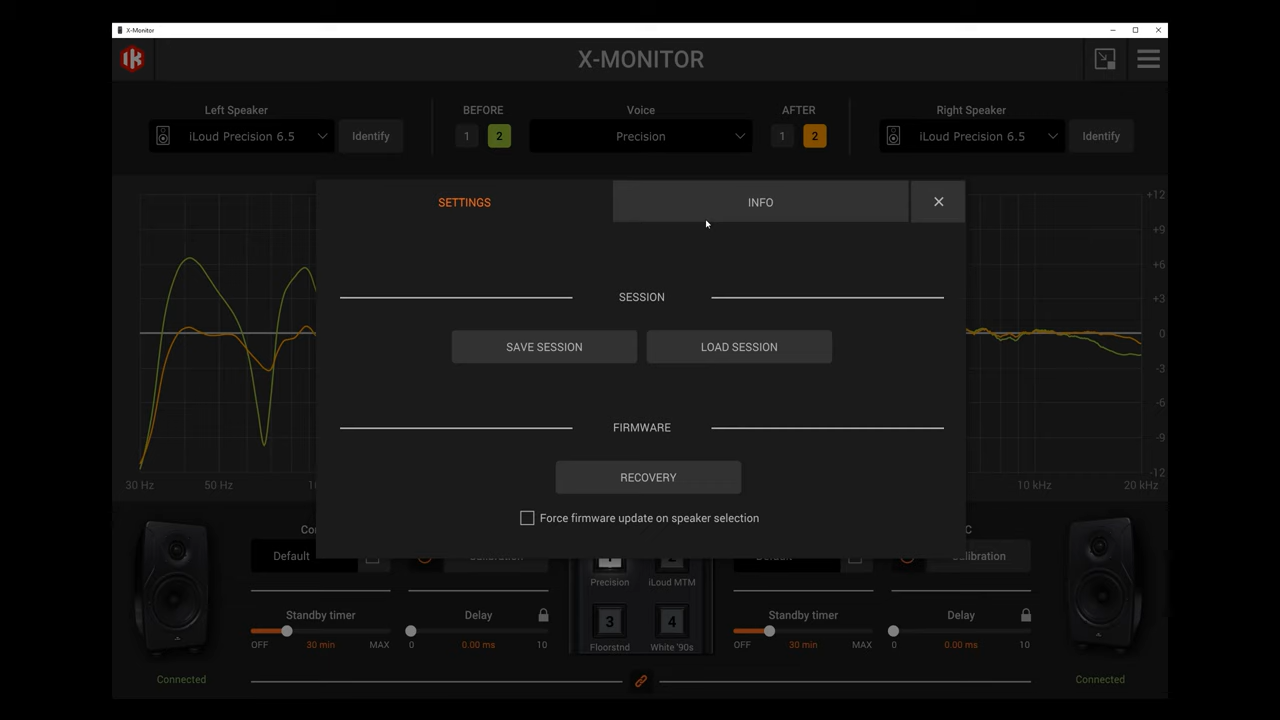 X-Monitor
X-MONITOR
Left Speaker
BEFORE
Voice
AFTER
Right Speaker
iLoud Precision 6.5
Identify
1
2
Precision
1
2
iLoud Precision 6.5
Identify
SETTINGS
INFO
+12
+9
+6
+3
0
-3
-6
-9
-12
SESSION
SAVE SESSION
LOAD SESSION
FIRMWARE
RECOVERY
Force firmware update on speaker selection
30 Hz
50 Hz
10 kHz
20 kHz
Default
Calibration
Precision
iLoud MTM
Calibration
Standby timer
Delay
3
4
Standby timer
Delay
OFF
30 min
MAX
0
0.00 ms
10
Floorstnd
White '90s
OFF
30 min
MAX
0
0.00 ms
10
Connected
Connected